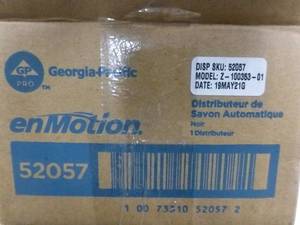 GP
PRO
TM
Georgia-Pacific
DISP SKU: 52057
MODEL: Z-100353-01
DATE: 19MAY21G
enMotion
Distributeur de
Savon Automatique
Noir
1 Distributeur
52057
1 00 73310 52057 2